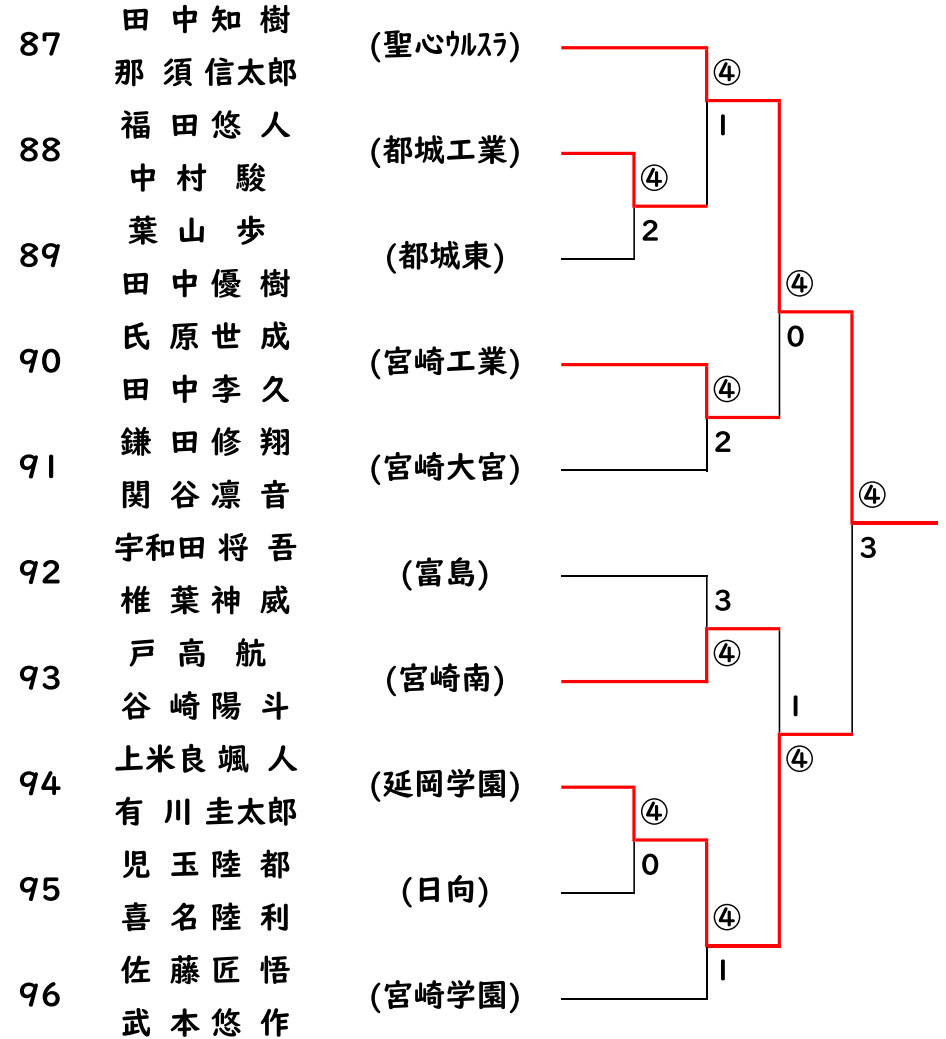 田中知樹
87 (聖心ウルスラ)
那須信太郎
④
福田悠人
1
88 (都城工業)
中村駿
④
葉山歩
2
89 (都城東)
田中優樹
④
氏原世成
0
90 (宮崎工業)
田中李久
④
鎌田修翔
2
91 (宮崎大宮)
関谷凛音
④
宇和田将吾
3
92 (富島)
椎葉神威
3
戸高航
④
93 (宮崎南)
谷崎陽斗
1
上米良颯人
④
94 (延岡学園)
有川圭太郎
④
児玉陸都
0
95 (日向)
喜名陸利
④
佐藤匠悟
1
96 (宮崎学園)
武本悠作